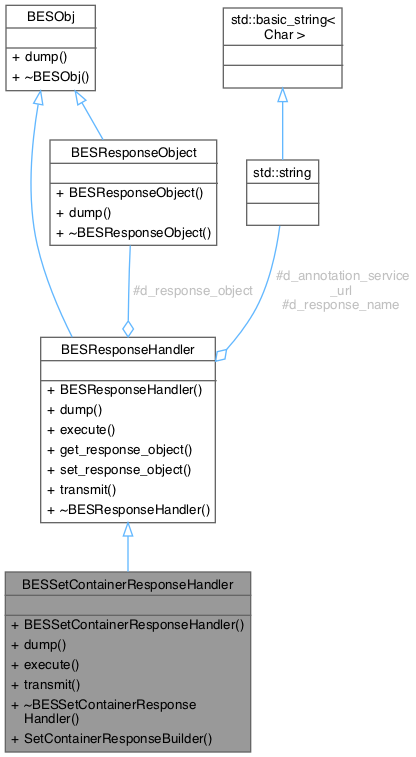 BESObj
+ dump()
+ ~BESObj()
std::basic_string<
Char >
BESResponseObject
+ BESResponseObject()
+ dump()
+ ~BESResponseObject()
std::string
#d_response_object
#d_annotation_service
_url
#d_response_name
BESResponseHandler
+ BESResponseHandler()
+ dump()
+ execute()
+ get_response_object()
+ set_response_object()
+ transmit()
+ ~BESResponseHandler()
BESSetContainerResponseHandler
+ BESSetContainerResponseHandler()
+ dump()
+ execute()
+ transmit()
+ ~BESSetContainerResponse
Handler()
+ SetContainerResponseBuilder()